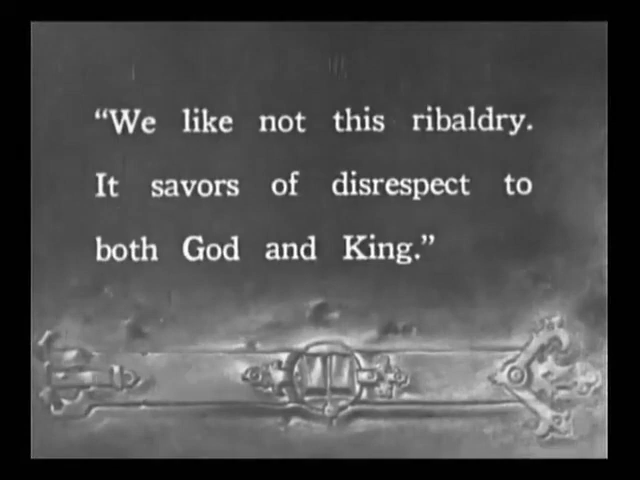 “We like not this ribaldry.
It savors of disrespect to
both God and King.”